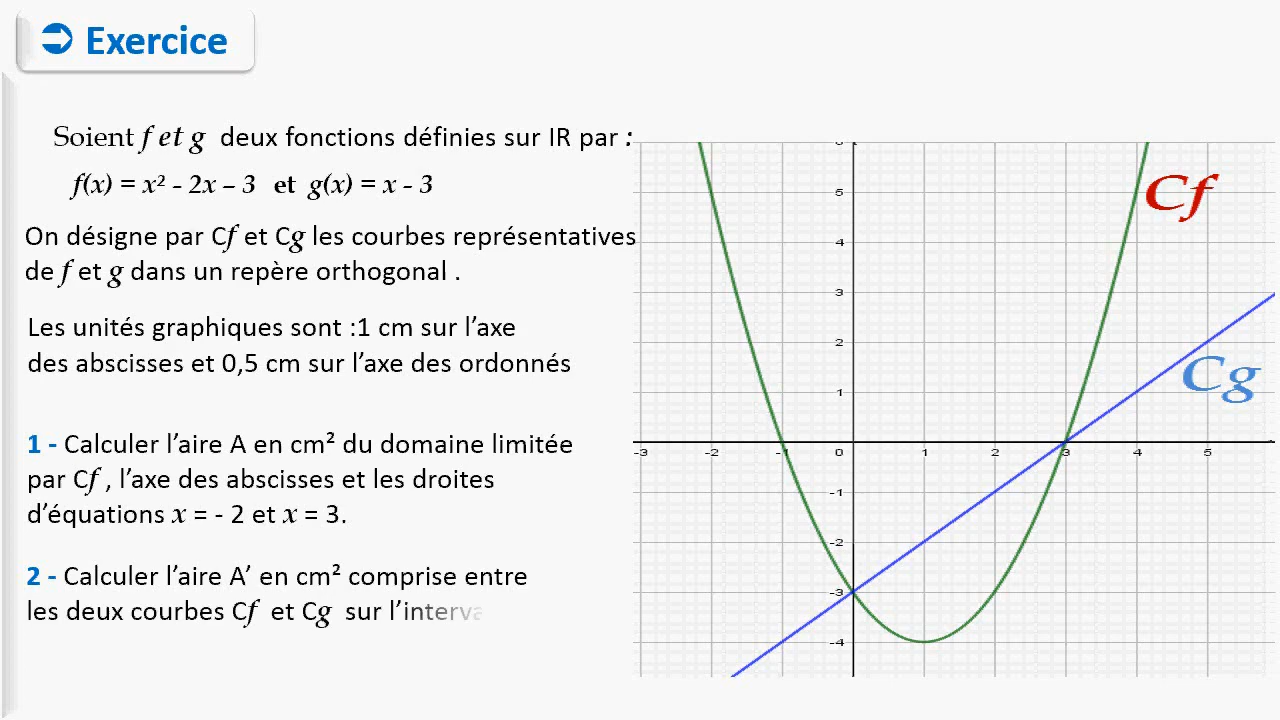 Exercice
Soient f et g deux fonctions définies sur IR par :
f(x) = x² - 2x – 3 et g(x) = x - 3
On désigne par Cf et Cg les courbes représentatives
de f et g dans un repère orthogonal .
Les unités graphiques sont :1 cm sur l’axe
des abscisses et 0,5 cm sur l’axe des ordonnés
1 - Calculer l’aire A en cm² du domaine limitée
par Cf , l’axe des abscisses et les droites
d’équations x = - 2 et x = 3.
2 - Calculer l’aire A’ en cm² comprise entre
les deux courbes Cf et Cg sur l’interva
Cf
Cg
5
4
3
2
1
-3 -2 -1 0 1 2 3 4 5
-1
-2
-3
-4